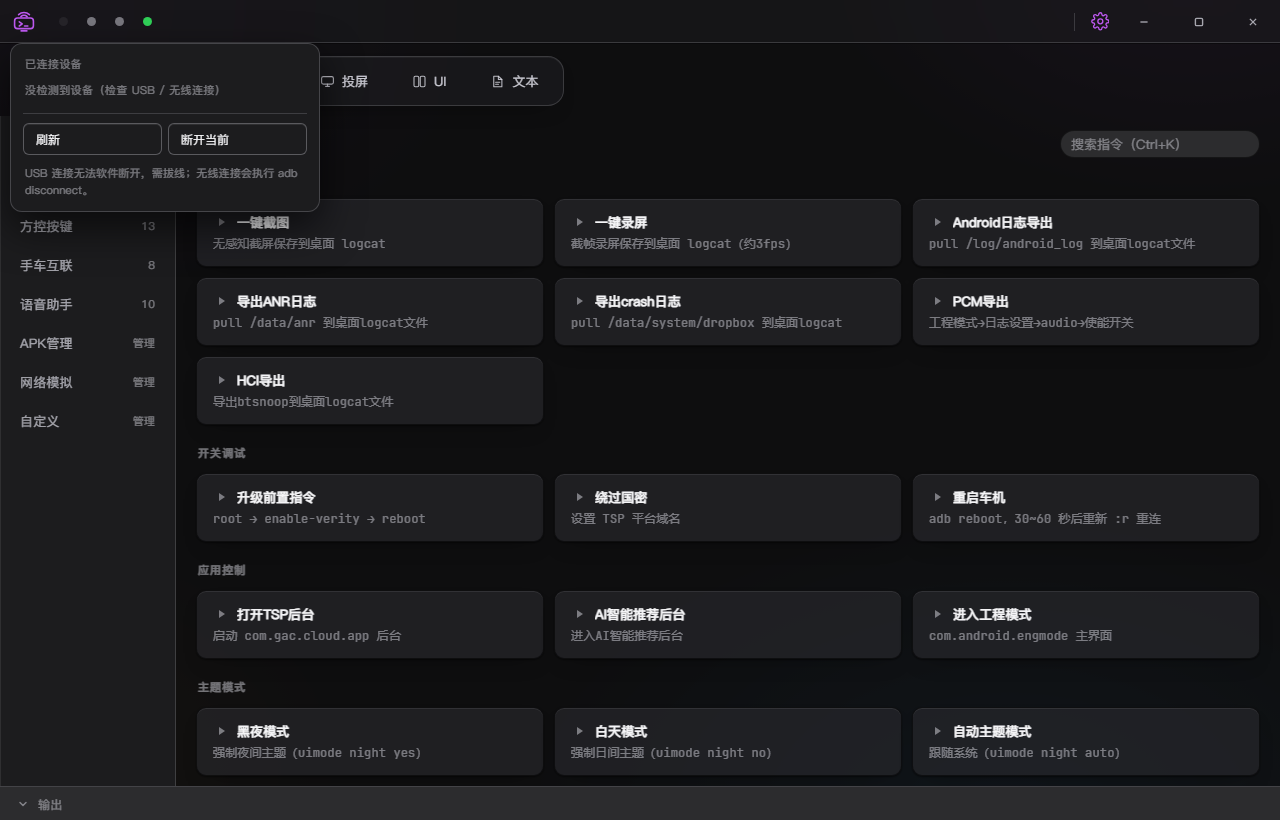 已连接设备
没检测到设备（检查 USB / 无线连接）
刷新
断开当前
USB 连接无法软件断开，需拔线；无线连接会执行 adb
disconnect。
投屏
UI
文本
搜索指令（Ctrl+K）
方控按键 13
手车互联 8
语音助手 10
APK管理 管理
网络模拟 管理
自定义 管理
一键截图
无感知截屏保存到桌面 logcat
一键录屏
截帧录屏保存到桌面 logcat（约3fps）
Android日志导出
pull /log/android_log 到桌面logcat文件
导出ANR日志
pull /data/anr 到桌面logcat文件
导出crash日志
pull /data/system/dropbox 到桌面logcat
PCM导出
工程模式→日志设置→audio→使能开关
HCI导出
导出btsnoop到桌面logcat文件
开关调试
升级前置指令
root → enable-verity → reboot
绕过国密
设置 TSP 平台域名
重启车机
adb reboot，30~60 秒后重新 :r 重连
应用控制
打开TSP后台
启动 com.gac.cloud.app 后台
AI智能推荐后台
进入AI智能推荐后台
进入工程模式
com.android.engmode 主界面
主题模式
黑夜模式
强制夜间主题（uimode night yes）
白天模式
强制日间主题（uimode night no）
自动主题模式
跟随系统（uimode night auto）
输出